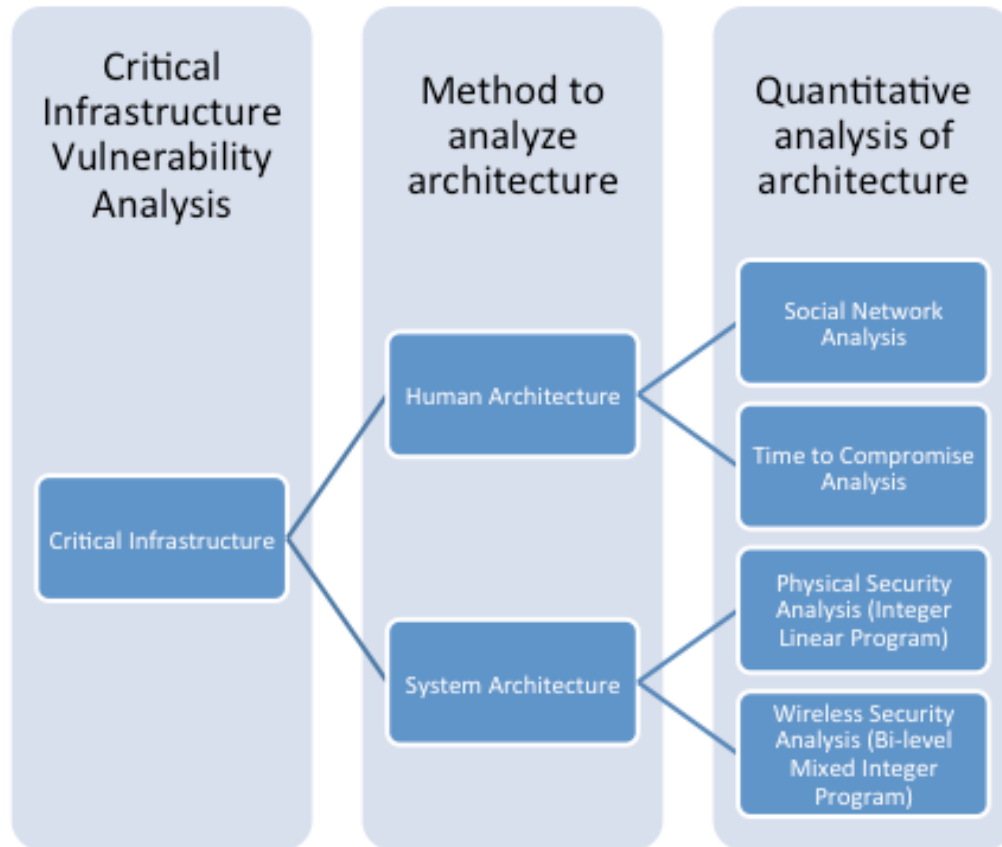 Critical
Infrastructure
Vulnerability
Analysis
Method to
analyze
architecture
Quantitative
analysis of
architecture
Critical Infrastructure
Human Architecture
System Architecture
Social Network
Analysis
Time to Compromise
Analysis
Physical Security
Analysis (Integer
Linear Program)
Wireless Security
Analysis (Bi-level
Mixed Integer
Program)